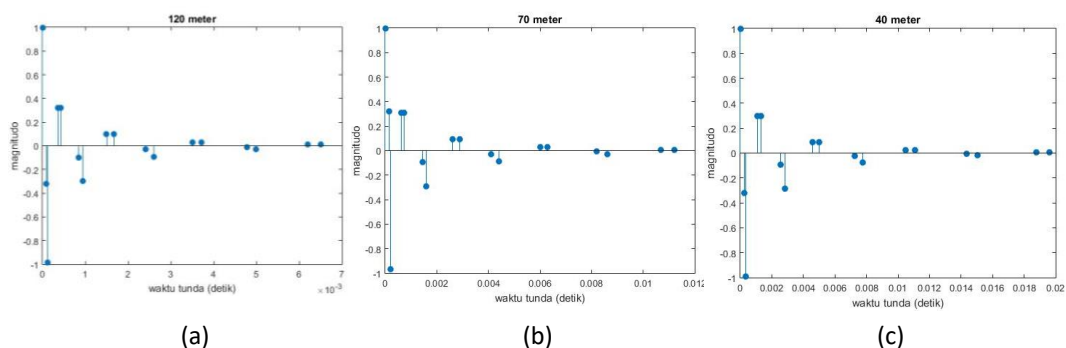 120 meter
1
0.8
0.6
0.4
0.2
0
-0.2
-0.4
-0.6
-0.8
-1
magnitudo
0 1 2 3 4 5 6 7
waktu tunda (detik)
×10⁻³
(a)
70 meter
1
0.8
0.6
0.4
0.2
0
-0.2
-0.4
-0.6
-0.8
-1
magnitudo
0 0.002 0.004 0.006 0.008 0.01 0.012
waktu tunda (detik)
(b)
40 meter
1
0.8
0.6
0.4
0.2
0
-0.2
-0.4
-0.6
-0.8
-1
magnitudo
0 0.002 0.004 0.006 0.008 0.01 0.012 0.014 0.016 0.018 0.02
waktu tunda (detik)
(c)